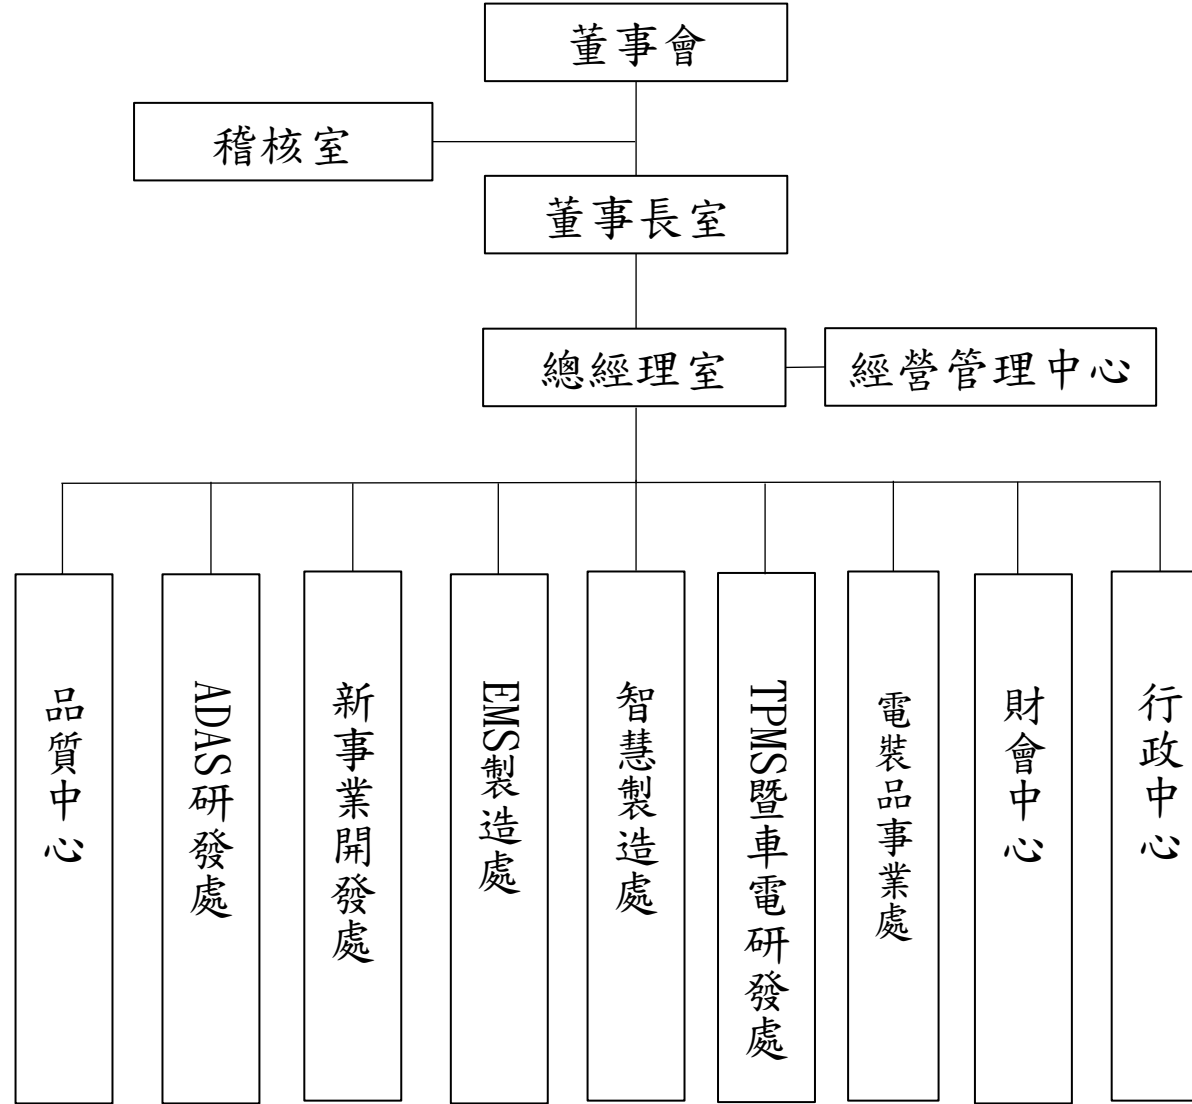 董事會
稽核室
董事長室
總經理室
經營管理中心
品質中心
ADAS研發處
新事業開發處
EMS製造處
智慧製造處
TPMS暨車電研發處
電裝品事業處
財會中心
行政中心